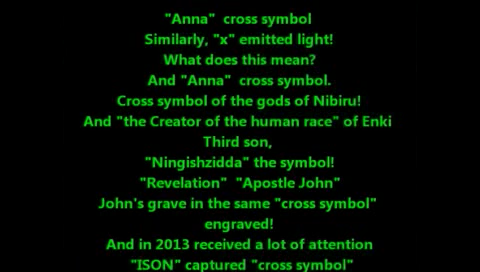 "Anna"  cross symbol
Similarly, "x" emitted light!
What does this mean?
And "Anna"  cross symbol.
Cross symbol of the gods of Nibiru!
And "the Creator of the human race" of Enki
Third son,
"Ningishzidda" the symbol!
"Revelation"  "Apostle John"
John's grave in the same "cross symbol"
engraved!
And in 2013 received a lot of attention
"ISON" captured "cross symbol"